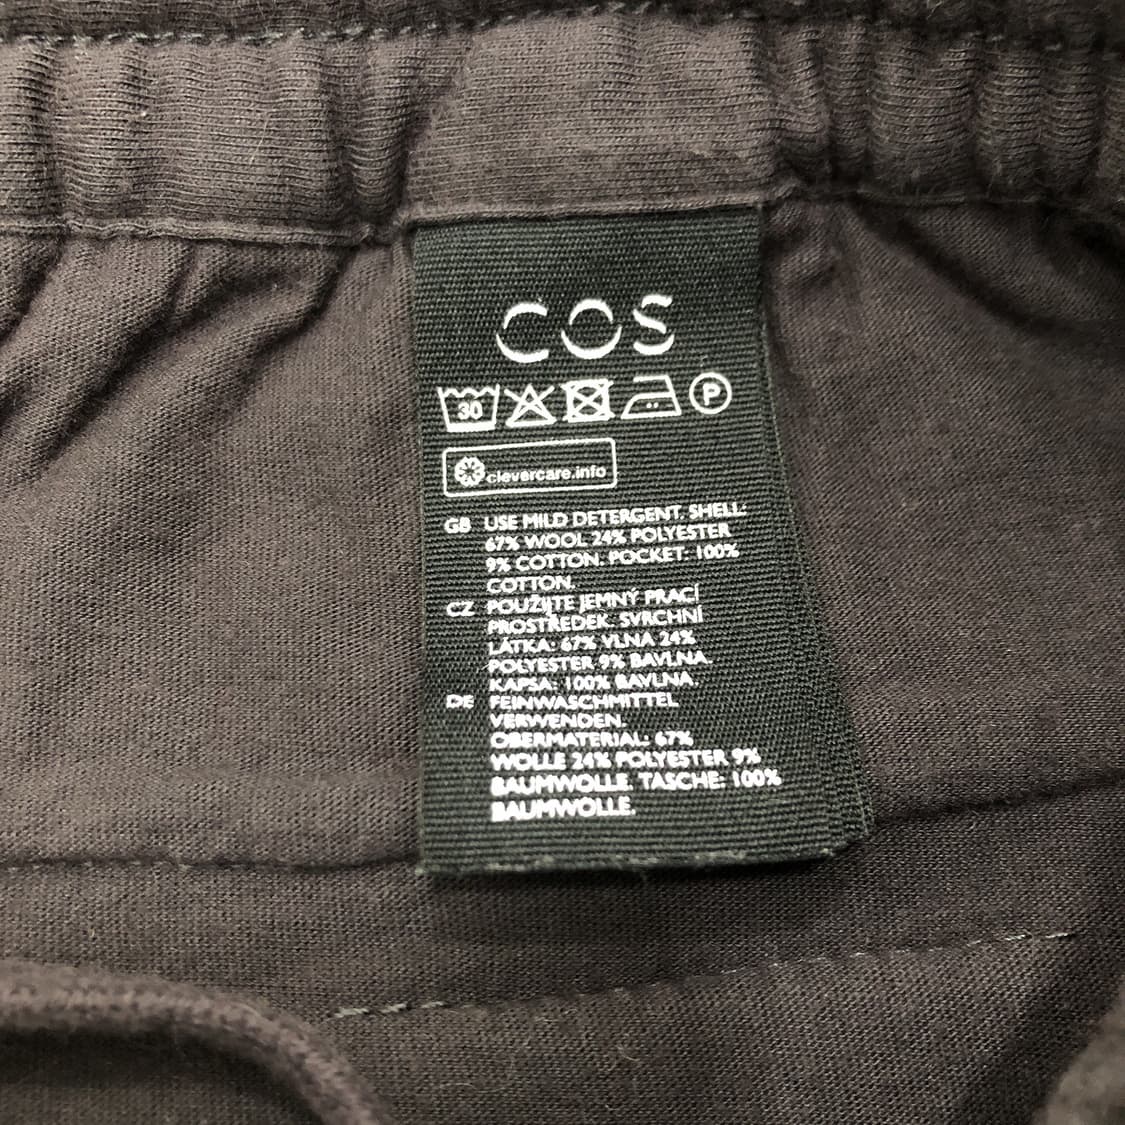 COS
30
P
clevercare.info
GB USE MILD DETERGENT. SHELL:
67% WOOL 24% POLYESTER
9% COTTON. POCKET: 100%
COTTON.
CZ POUŽIJTE JEMNÝ PRACÍ
PROSTŘEDEK. SVRCHNÍ
LÁTKA: 67% VLNA 24%
POLYESTER 9% BAVLNA.
KAPSA: 100% BAVLNA.
DE FEINWASCHMITTEL
VERWENDEN.
OBERMATERIAL: 67%
WOLLE 24% POLYESTER 9%
BAUMWOLLE. TASCHE: 100%
BAUMWOLLE.